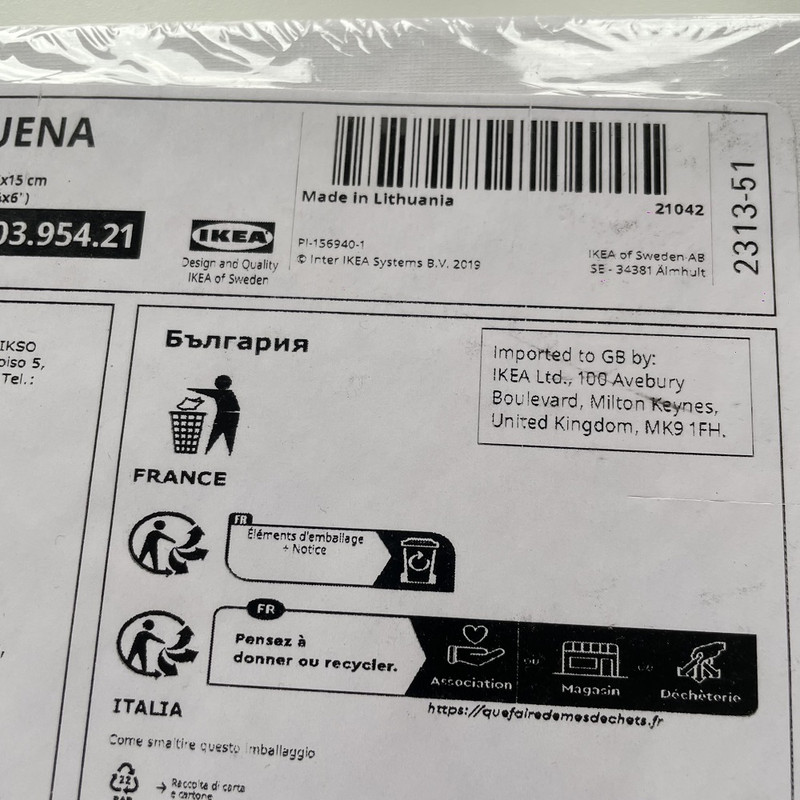 UENA
x15 cm
x6")
03.954.21
IKEA
Design and Quality
IKEA of Sweden
Made in Lithuania
21042
PI-156940-1
© Inter IKEA Systems B.V. 2019
IKEA of Sweden AB
SE - 34381 Älmhult
2313-51
IKSO
piso 5,
Tel.:
България
Imported to GB by:
IKEA Ltd., 100 Avebury
Boulevard, Milton Keynes,
United Kingdom, MK9 1FH.
FRANCE
FR
Éléments d'emballage
+ Notice
FR
Pensez à
donner ou recycler.
Association
ou
Magasin
ou
Déchèterie
https://quefairedemesdechets.fr
ITALIA
Come smaltire questo imballaggio
22
PAP
Raccolta di carta
e cartone